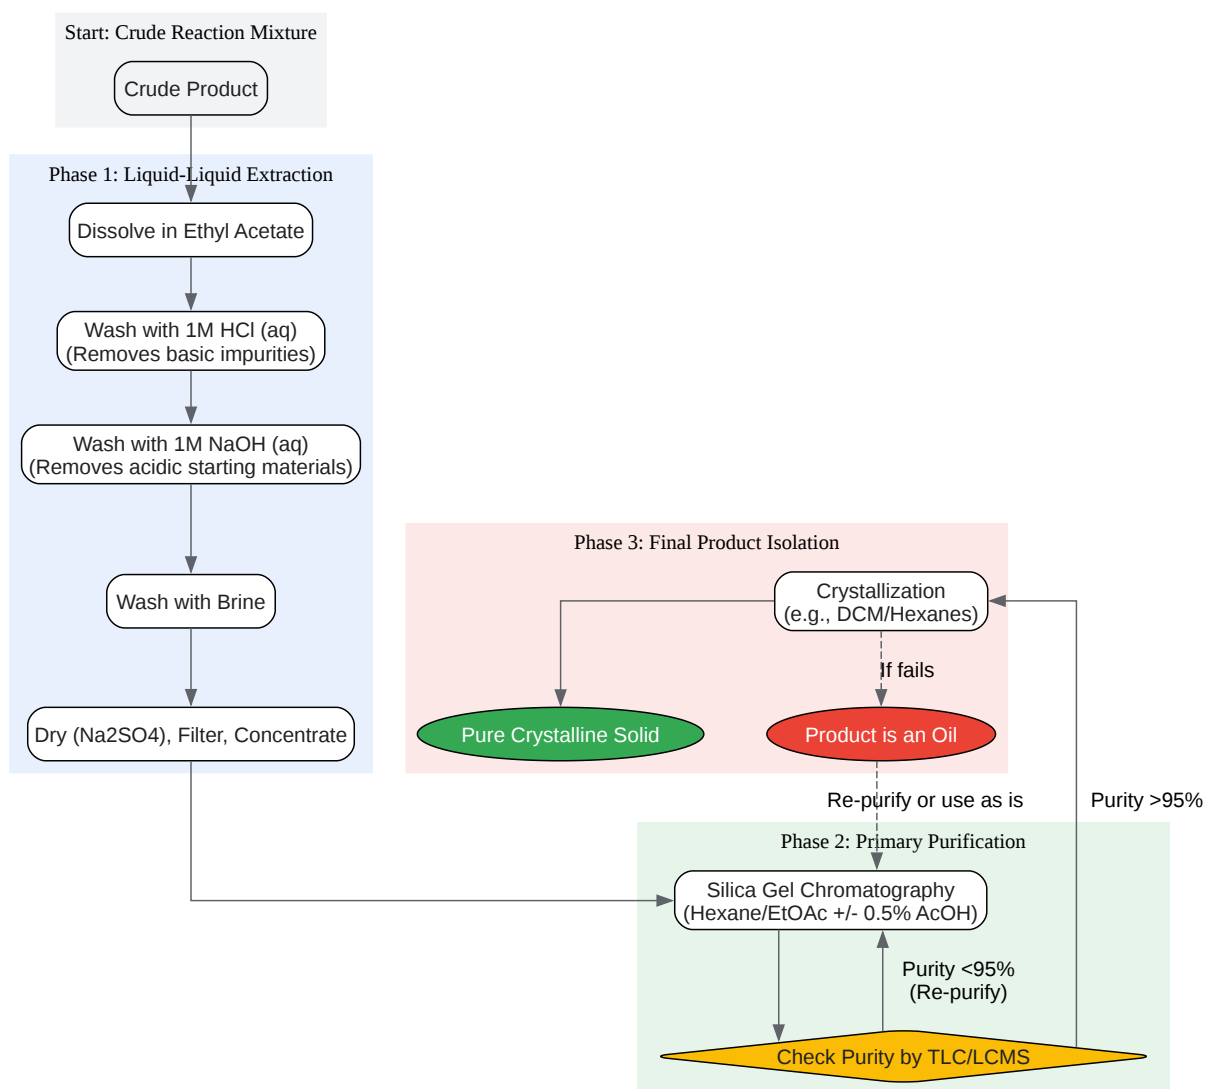 Start: Crude Reaction Mixture
Crude Product
Phase 1: Liquid-Liquid Extraction
Dissolve in Ethyl Acetate
Wash with 1M HCl (aq)
(Removes basic impurities)
Wash with 1M NaOH (aq)
(Removes acidic starting materials)
Wash with Brine
Dry (Na2SO4), Filter, Concentrate
Phase 3: Final Product Isolation
Crystallization
(e.g., DCM/Hexanes)
If fails
Pure Crystalline Solid
Product is an Oil
Re-purify or use as is
Purity >95%
Phase 2: Primary Purification
Silica Gel Chromatography
(Hexane/EtOAc +/- 0.5% AcOH)
Purity <95%
(Re-purify)
Check Purity by TLC/LCMS